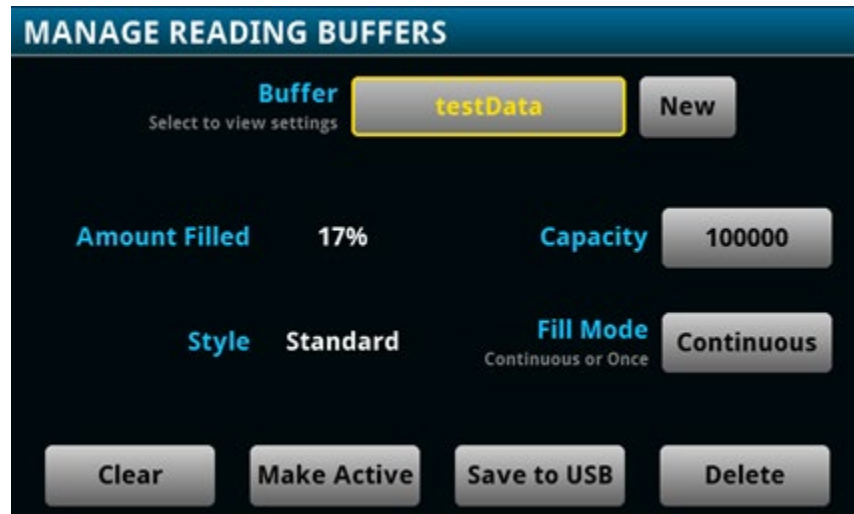 MANAGE READING BUFFERS
Buffer
Select to view settings
testData
New
Amount Filled
17%
Capacity
100000
Style
Standard
Fill Mode
Continuous or Once
Continuous
Clear
Make Active
Save to USB
Delete